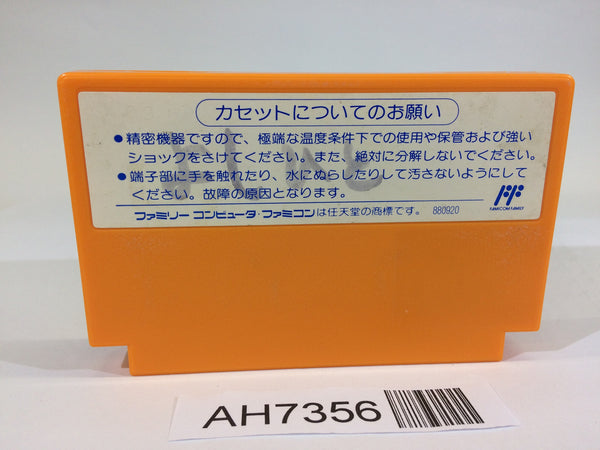 カセットについてのお願い
●精密機器ですので、極端な温度条件下での使用や保管および強い
ショックをさけてください。また、絶対に分解しないでください。
●端子部に手を触れたり、水にぬらしたりして汚さないようにして
ください。故障の原因となります。
FAMICOM FAMILY
ファミリーコンピュータ・ファミコンは任天堂の商標です。 880920
AH7356